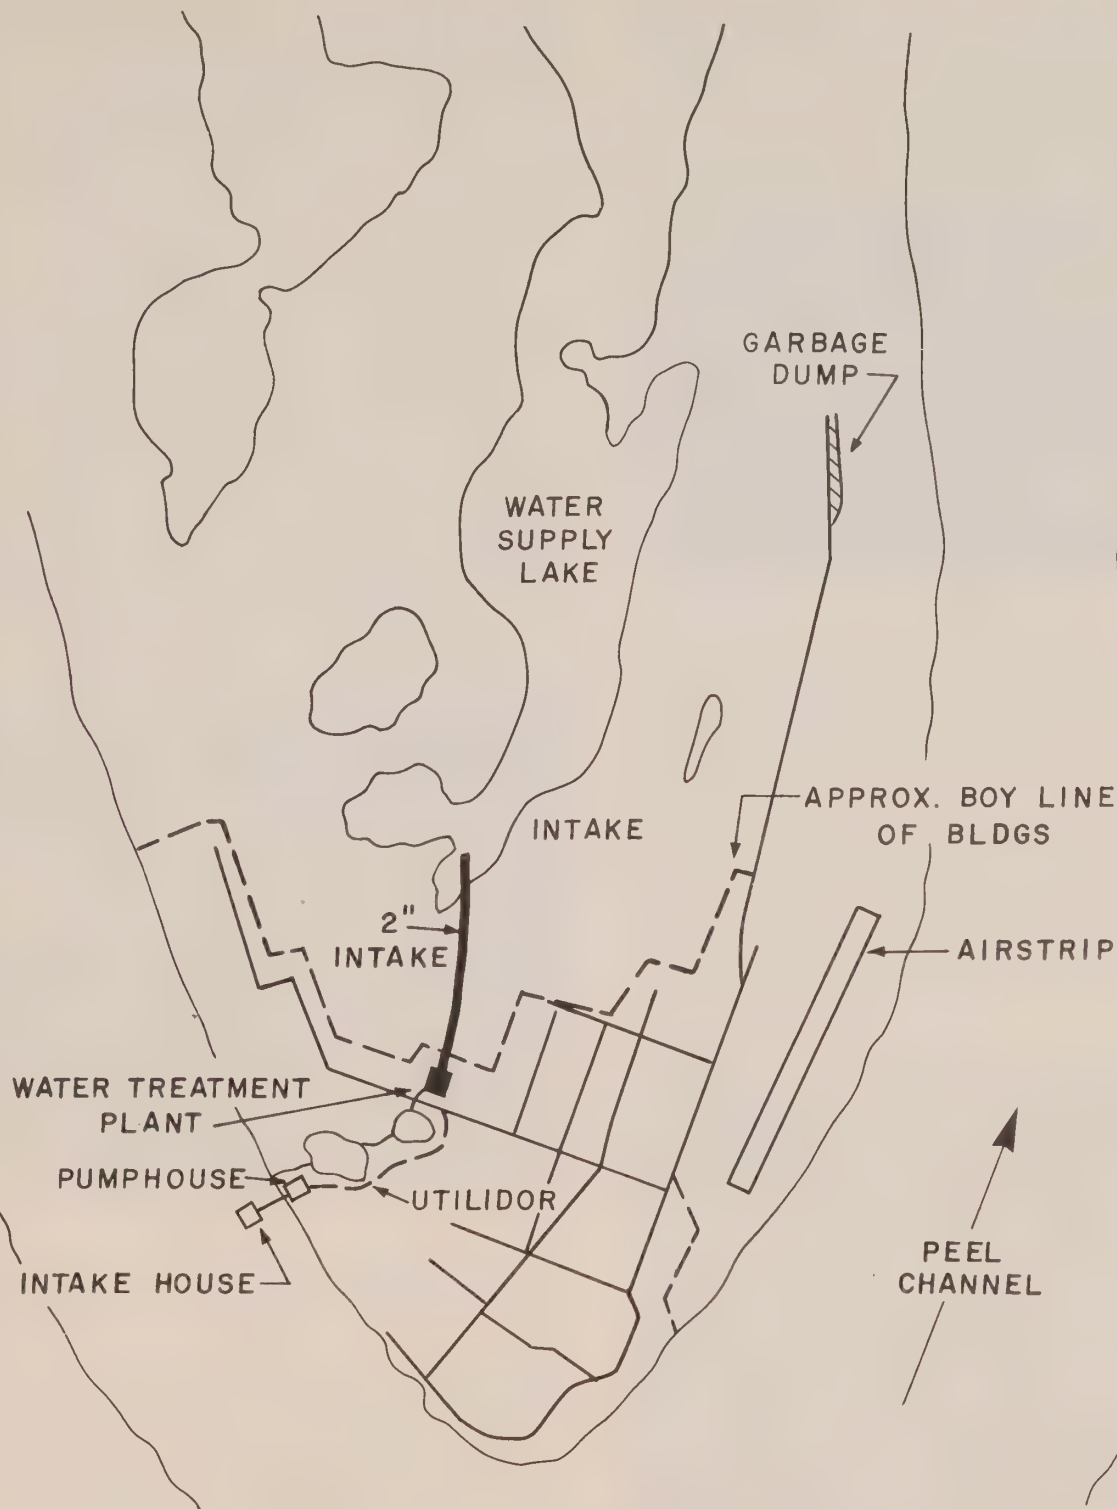 GARBAGE
DUMP
WATER
SUPPLY
LAKE
APPROX. BOY LINE
OF BLDGS
INTAKE
2"
INTAKE
AIRSTRIP
WATER TREATMENT
PLANT
PUMPHOUSE
UTILIDOR
INTAKE HOUSE
PEEL
CHANNEL